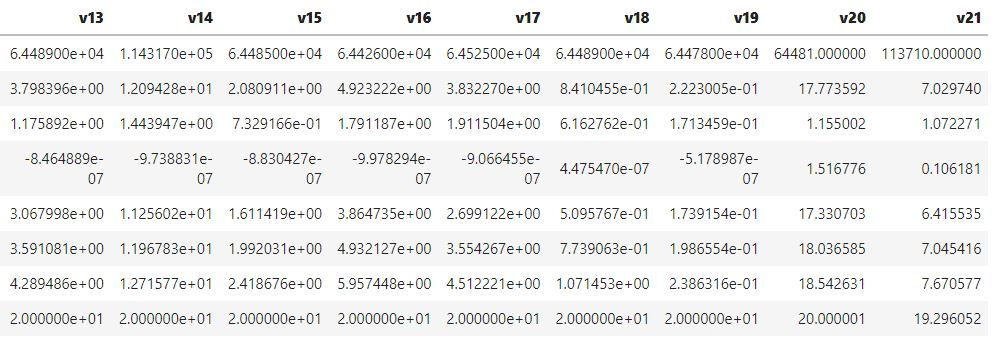 v13 v14 v15 v16 v17 v18 v19 v20 v21
6.448900e+04 1.143170e+05 6.448500e+04 6.442600e+04 6.452500e+04 6.448900e+04 6.447800e+04 64481.000000 113710.000000
3.798396e+00 1.209428e+01 2.080911e+00 4.923222e+00 3.832270e+00 8.410455e-01 2.223005e-01 17.773592 7.029740
1.175892e+00 1.443947e+00 7.329166e-01 1.791187e+00 1.911504e+00 6.162762e-01 1.713459e-01 1.155002 1.072271
-8.464889e- -9.738831e- -8.830427e- -9.978294e- -9.066455e- 4.475470e-07 -5.178987e- 1.516776 0.106181
07 07 07 07 07 07
3.067998e+00 1.125602e+01 1.611419e+00 3.864735e+00 2.699122e+00 5.095767e-01 1.739154e-01 17.330703 6.415535
3.591081e+00 1.196783e+01 1.992031e+00 4.932127e+00 3.554267e+00 7.739063e-01 1.986554e-01 18.036585 7.045416
4.289486e+00 1.271577e+01 2.418676e+00 5.957448e+00 4.512221e+00 1.071453e+00 2.386316e-01 18.542631 7.670577
2.000000e+01 2.000000e+01 2.000000e+01 2.000000e+01 2.000000e+01 2.000000e+01 2.000000e+01 20.000001 19.296052